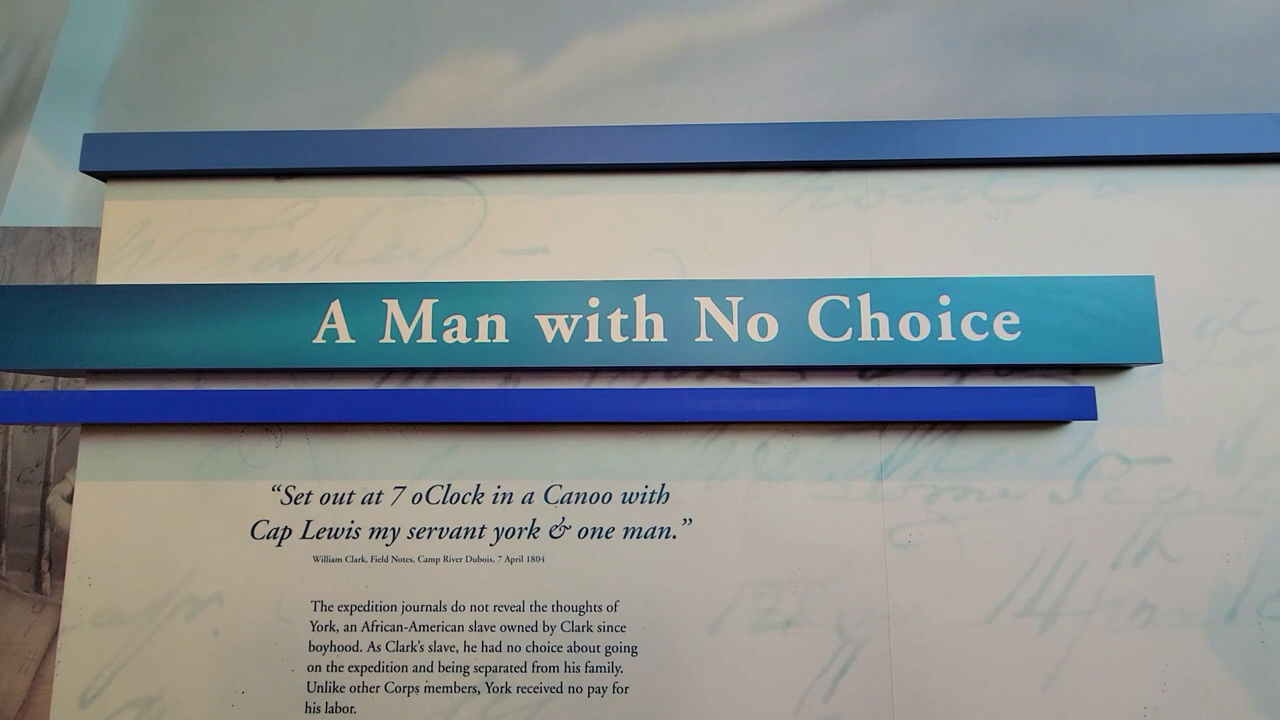 A Man with No Choice
“Set out at 7 oClock in a Canoo with
Cap Lewis my servant york & one man.”
William Clark, Field Notes, Camp River Dubois, 7 April 1804
The expedition journals do not reveal the thoughts of
York, an African-American slave owned by Clark since
boyhood. As Clark’s slave, he had no choice about going
on the expedition and being separated from his family.
Unlike other Corps members, York received no pay for
his labor.